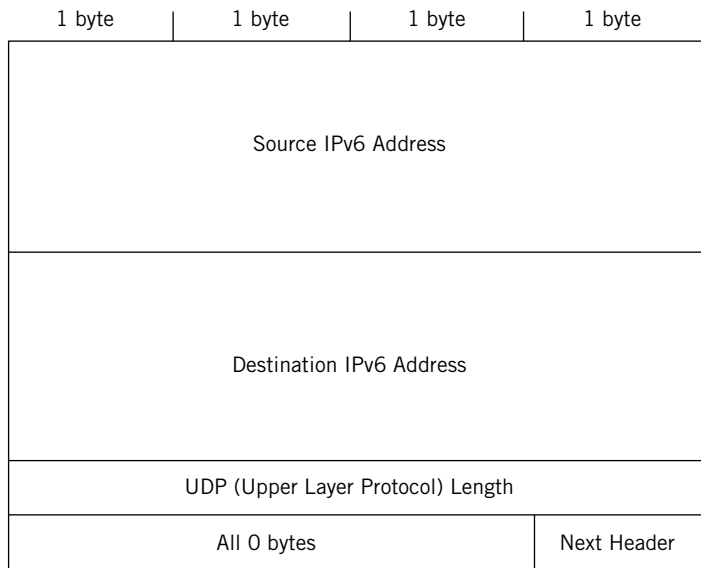 1 byte 1 byte 1 byte 1 byte
Source IPv6 Address
Destination IPv6 Address
UDP (Upper Layer Protocol) Length
All 0 bytes Next Header